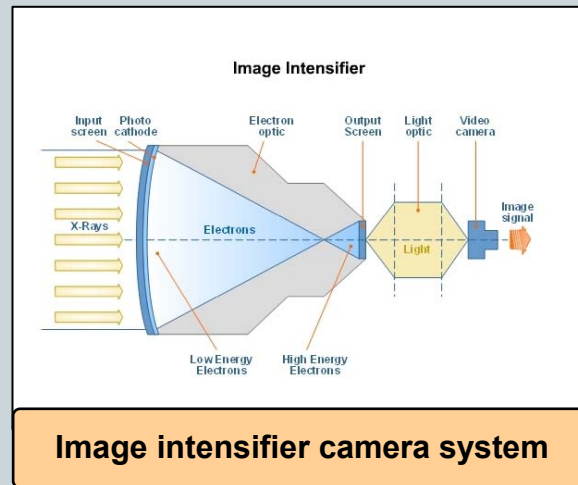 Image Intensifier
Input screen
Photo cathode
Electron optic
Output Screen
Light optic
Video camera
Image signal
X-Rays
Electrons
Light
Low Energy Electrons
High Energy Electrons
Image intensifier camera system